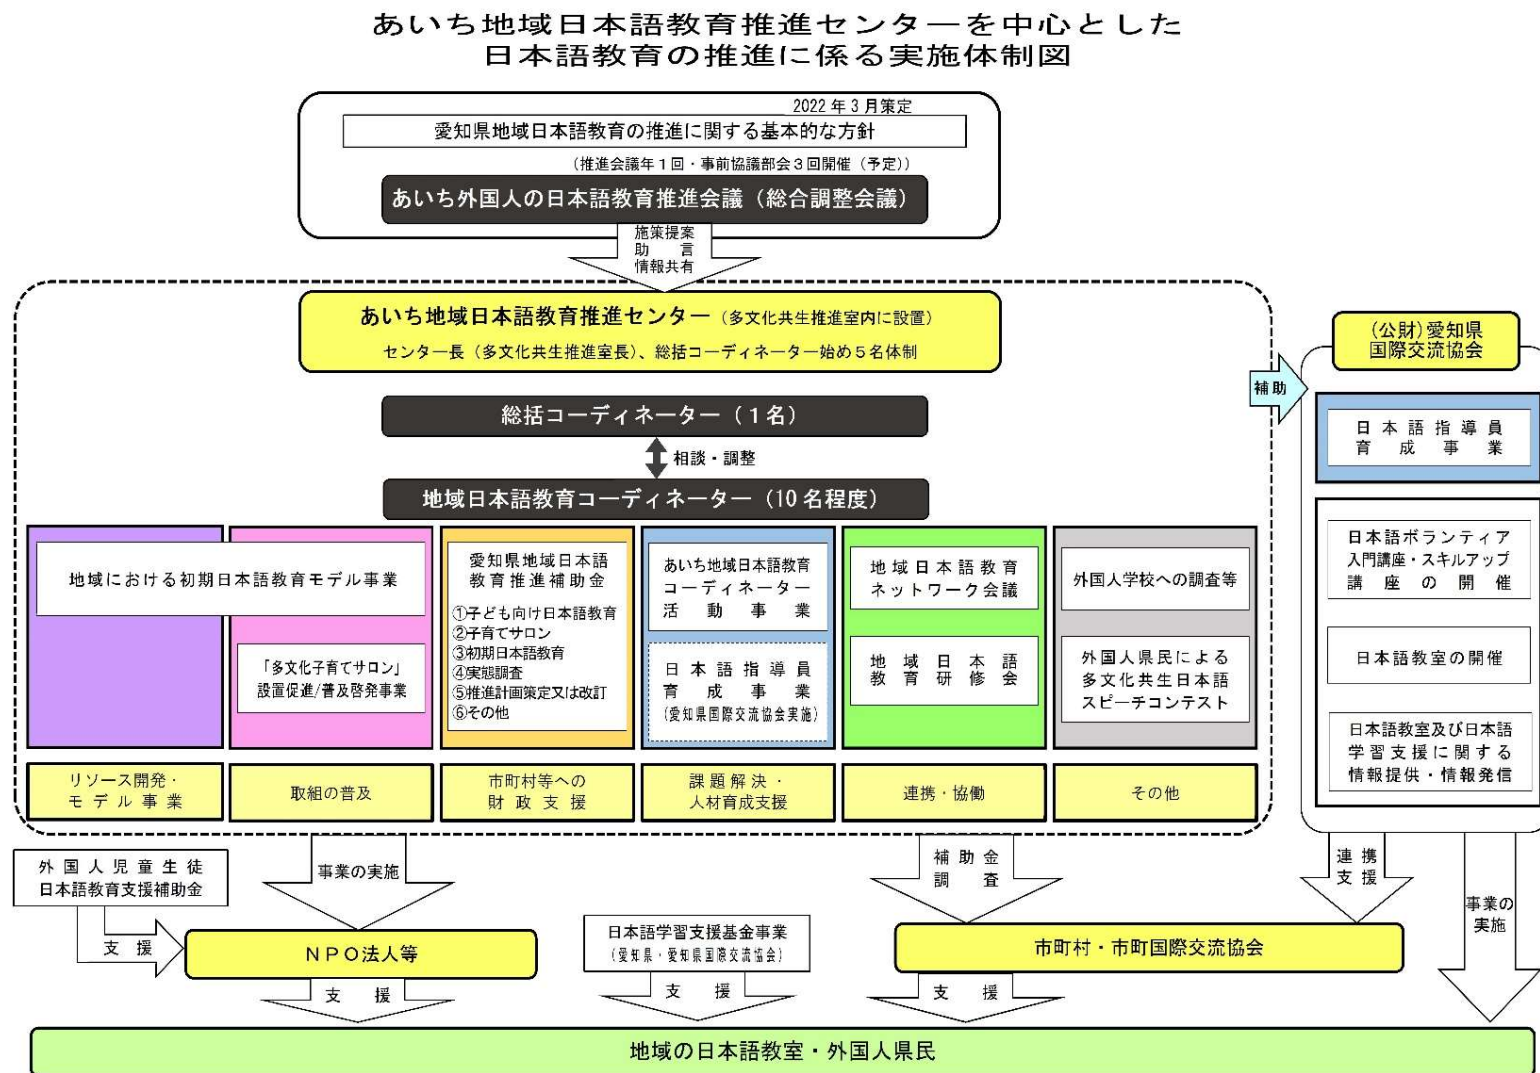 あいち地域日本語教育推進センターを中心とした
日本語教育の推進に係る実施体制図
2022年3月策定
愛知県地域日本語教育の推進に関する基本的な方針
(推進会議年1回・事前協議部会3回開催(予定))
あいち外国人の日本語教育推進会議(総合調整会議)
施策提案
助言
情報共有
あいち地域日本語教育推進センター(多文化共生推進室内に設置)
センター長(多文化共生推進室長)、総括コーディネーター始め5名体制
総括コーディネーター(1名)
相談・調整
地域日本語教育コーディネーター(10名程度)
地域における初期日本語教育モデル事業
「多文化子育てサロン」
設置促進/普及啓発事業
愛知県地域日本語
教育推進補助金
①子ども向け日本語教育
②子育てサロン
③初期日本語教育
④実態調査
⑤推進計画策定又は改訂
⑥その他
あいち地域日本語教育
コーディネーター
活動事業
日本語指導員
育成事業
(愛知県国際交流協会実施)
地域日本語教育
ネットワーク会議
地域日本語
教育研修会
外国人学校への調査等
外国人県民による
多文化共生日本語
スピーチコンテスト
リソース開発・
モデル事業
取組の普及
市町村等への
財政支援
課題解決・
人材育成支援
連携・協働
その他
補助
(公財)愛知県
国際交流協会
日本語指導員
育成事業
日本語ボランティア
入門講座・スキルアップ
講座の開催
日本語教室の開催
日本語教室及び日本語
学習支援に関する
情報提供・情報発信
外国人児童生徒
日本語教育支援補助金
支援
事業の実施
NPO法人等
支援
日本語学習支援基金事業
(愛知県・愛知県国際交流協会)
支援
補助金
調査
連携
支援
市町村・市町国際交流協会
支援
事業の
実施
地域の日本語教室・外国人県民